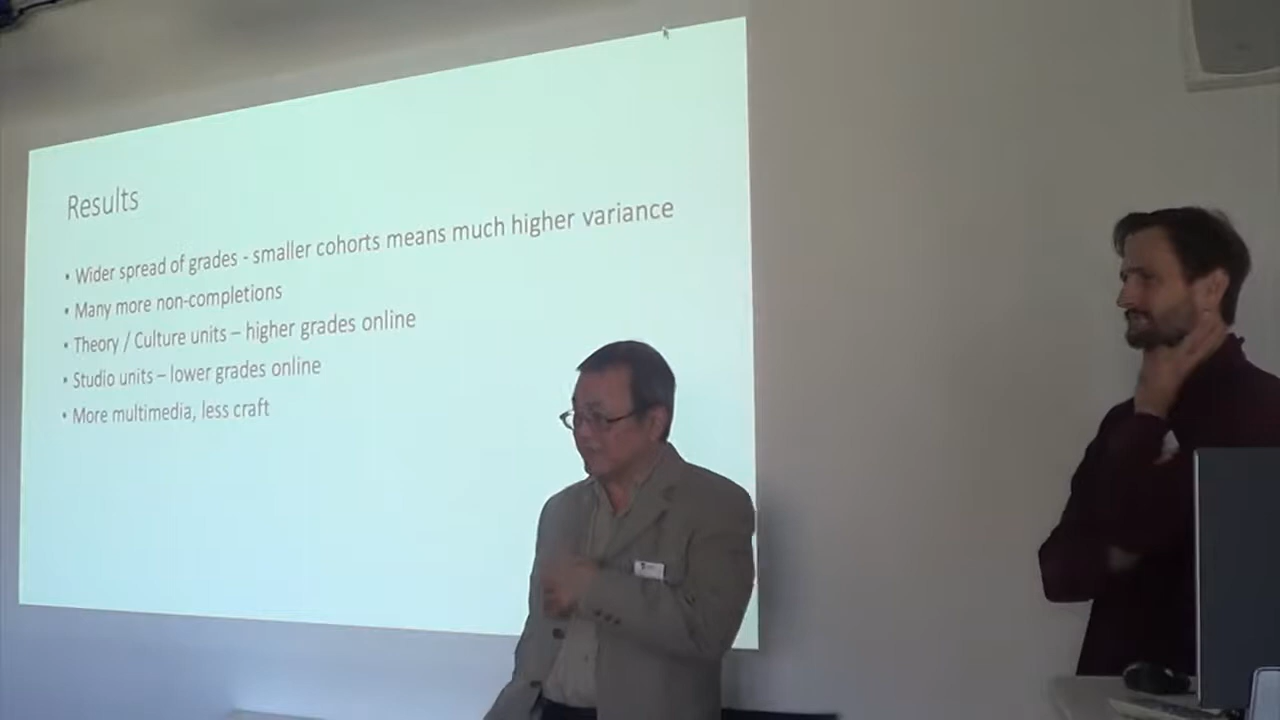 Results
• Wider spread of grades - smaller cohorts means much higher variance
• Many more non-completions
• Theory / Culture units – higher grades online
• Studio units – lower grades online
• More multimedia, less craft